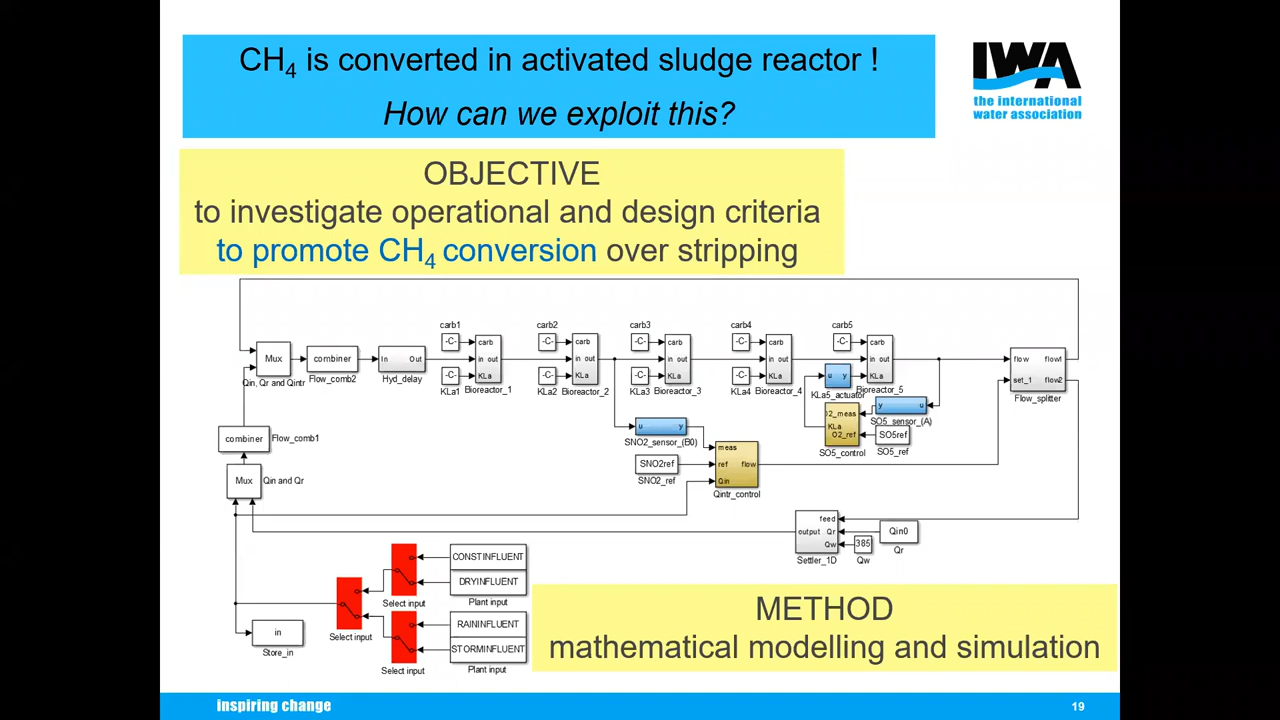 CH4 is converted in activated sludge reactor !
How can we exploit this?
IWA
the international
water association
OBJECTIVE
to investigate operational and design criteria
to promote CH4 conversion over stripping
carb1
carb2
carb3
carb4
carb5
-C-
-C-
-C-
-C-
-C-
carb
carb
carb
carb
carb
Mux
combiner
In Out
in out
in out
in out
in out
in out
flow flow1
-C-
-C-
-C-
-C-
u y
KLa
KLa
KLa
KLa
KLa
set_1 flow2
Qin, Qr and Qintr
Flow_comb2
Hyd_delay
KLa1
Bioreactor_1
KLa2
Bioreactor_2
KLa3
Bioreactor_3
KLa4
Bioreactor_4
KLa5_actuator
Bioreactor_5
Flow_splitter
y u
SO5_sensor_(A)
O2_meas
KLa
O2_ref
SO5ref
SO5_control
SO5_ref
combiner
Flow_comb1
u y
SNO2_sensor_(B0)
meas
ref flow
Qin
SNO2ref
SNO2_ref
Qintr_control
Mux
Qin and Qr
feed
output Qr
Qw
Qin0
Qr
385
Qw
Settler_1D
CONSTINFLUENT
DRYINFLUENT
Select input
Plant input
RAININFLUENT
STORMINFLUENT
Select input
Select input
Plant input
in
Store_in
METHOD
mathematical modelling and simulation
inspiring change
19